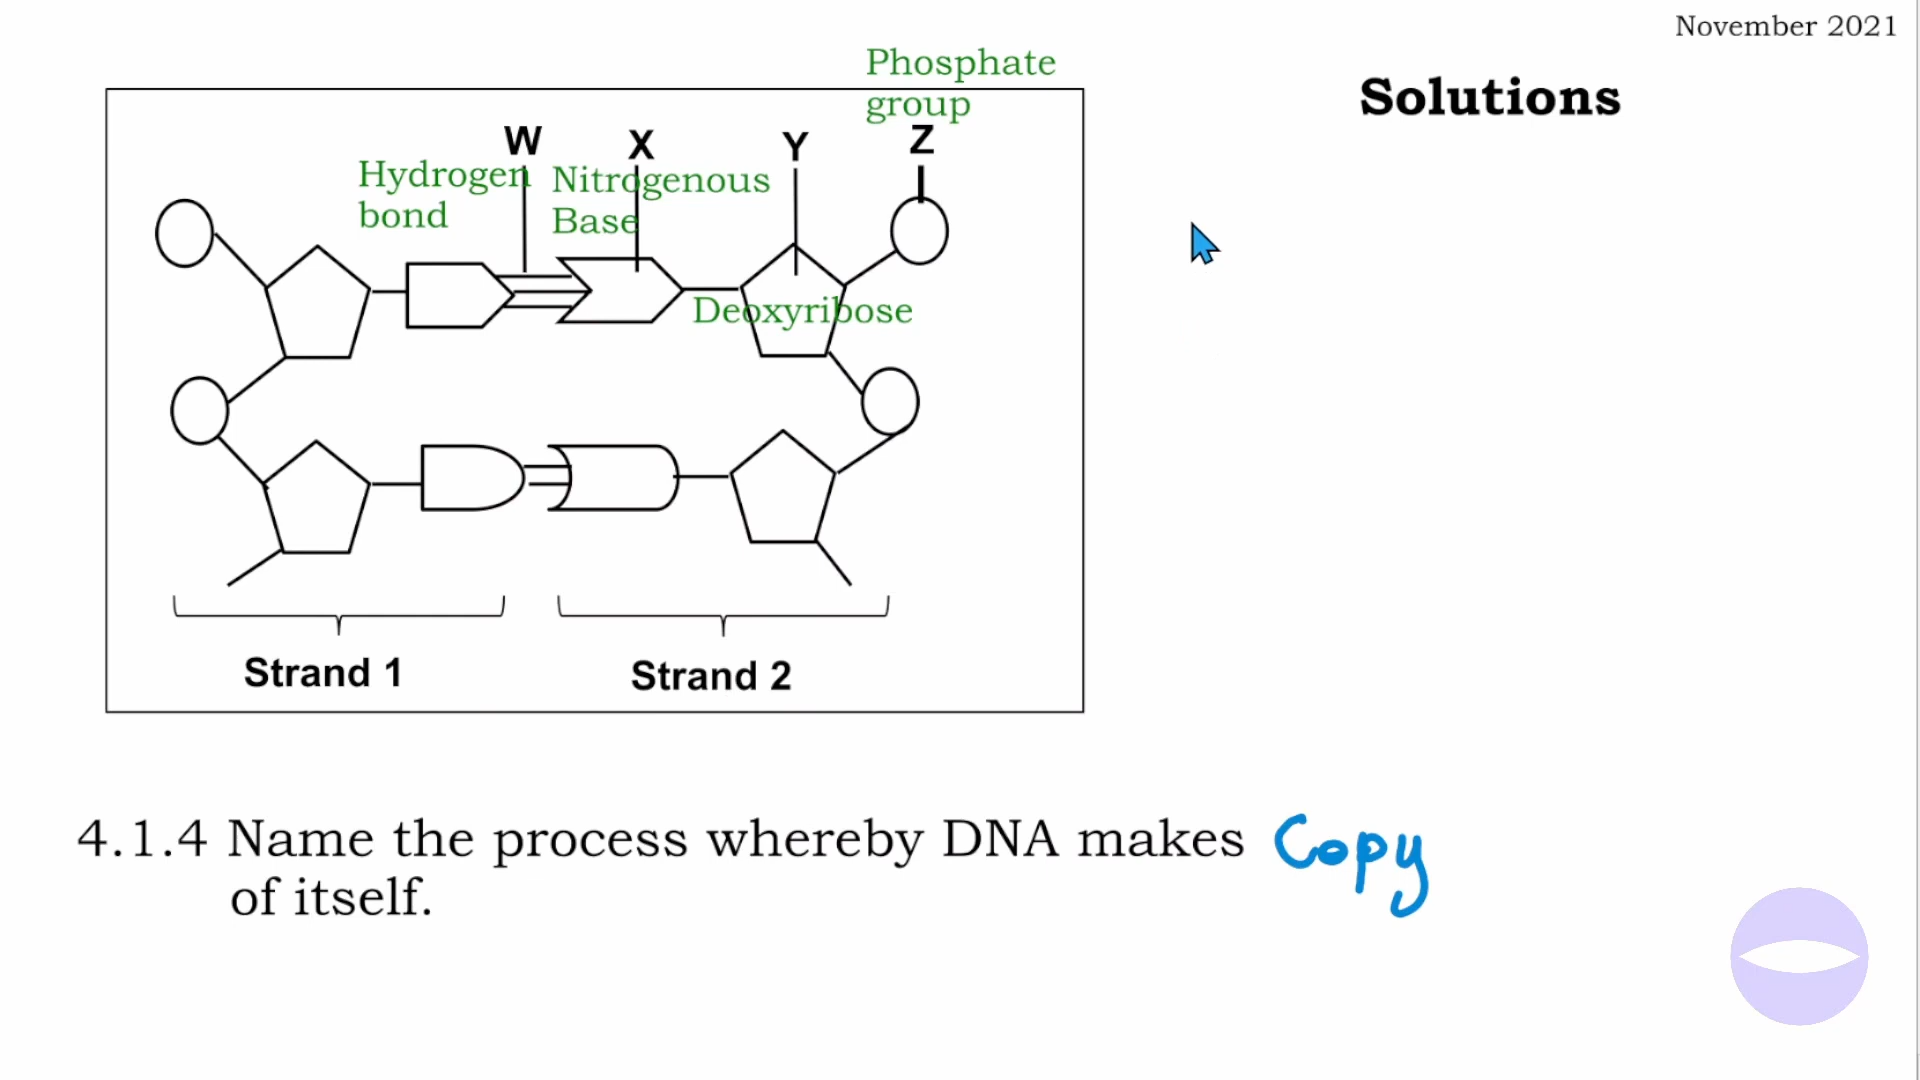 November 2021
Solutions
Phosphate
group
W X Y Z
Hydrogen
bond
Nitrogenous
Base
Deoxyribose
Strand 1
Strand 2
4.1.4 Name the process whereby DNA makes Copy
of itself.